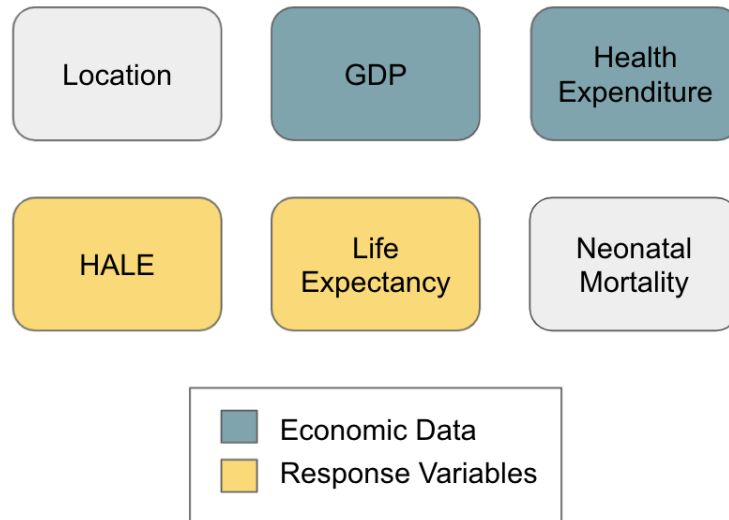 Location
GDP
Health
Expenditure
HALE
Life
Expectancy
Neonatal
Mortality
Economic Data
Response Variables